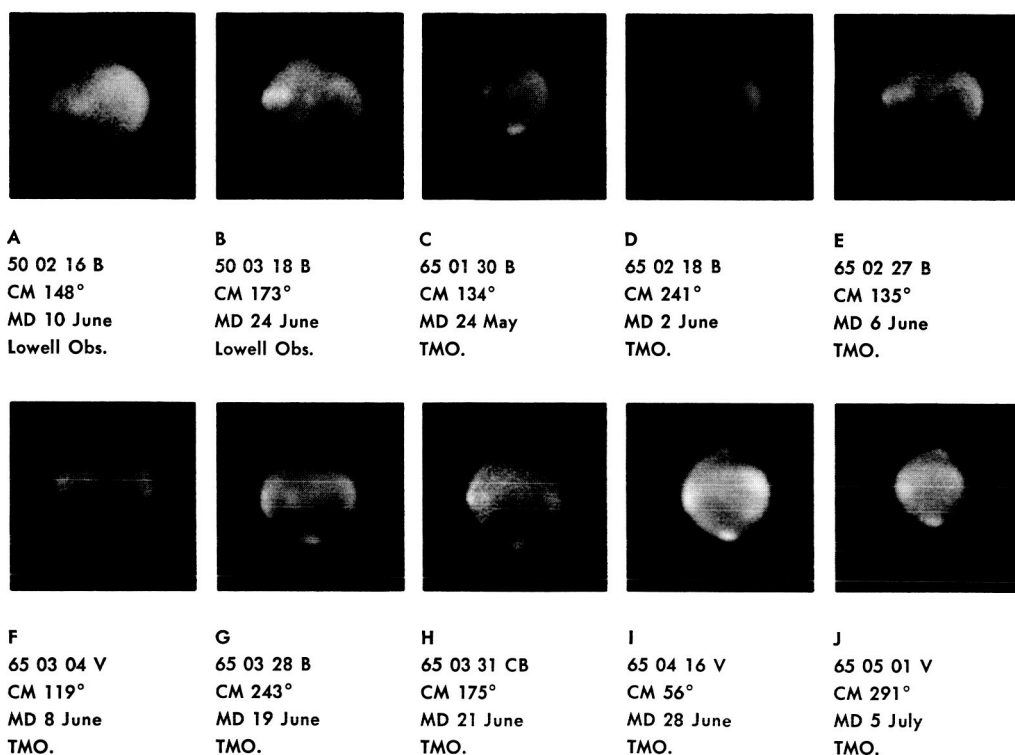 A
50 02 16 B
CM 148°
MD 10 June
Lowell Obs.
B
50 03 18 B
CM 173°
MD 24 June
Lowell Obs.
C
65 01 30 B
CM 134°
MD 24 May
TMO.
D
65 02 18 B
CM 241°
MD 2 June
TMO.
E
65 02 27 B
CM 135°
MD 6 June
TMO.
F
65 03 04 V
CM 119°
MD 8 June
TMO.
G
65 03 28 B
CM 243°
MD 19 June
TMO.
H
65 03 31 CB
CM 175°
MD 21 June
TMO.
I
65 04 16 V
CM 56°
MD 28 June
TMO.
J
65 05 01 V
CM 291°
MD 5 July
TMO.